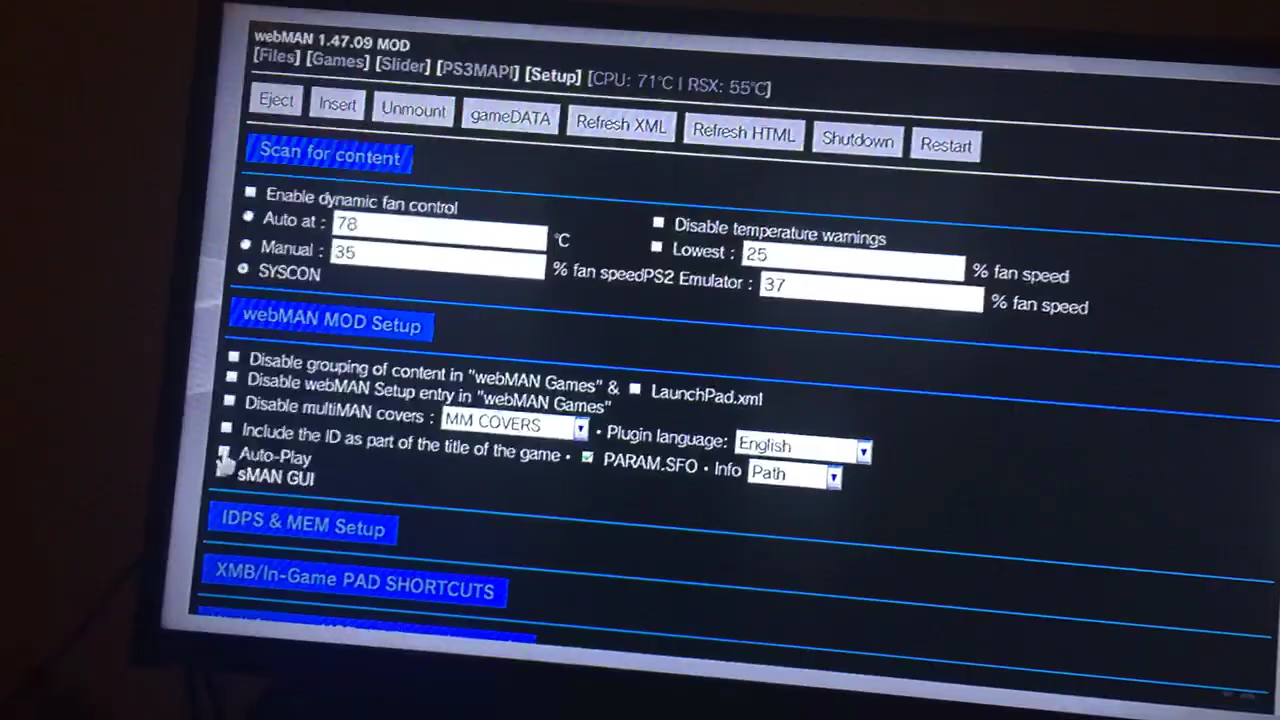 webMAN 1.47.09 MOD
[Files] [Games] [Slider] [PS3MAPI] [Setup] [CPU: 71°C | RSX: 55°C]
Eject Insert Unmount gameDATA Refresh XML Refresh HTML Shutdown Restart
Scan for content
Enable dynamic fan control
Auto at : 78 °C Disable temperature warnings
Manual : 35 % fan speed Lowest : 25 % fan speed
SYSCON PS2 Emulator : 37 % fan speed
webMAN MOD Setup
Disable grouping of content in "webMAN Games" & LaunchPad.xml
Disable webMAN Setup entry in "webMAN Games"
Disable multiMAN covers : MM COVERS • Plugin language: English
Include the ID as part of the title of the game • PARAM.SFO • Info Path
Auto-Play
sMAN GUI
IDPS & MEM Setup
XMB/In-Game PAD SHORTCUTS